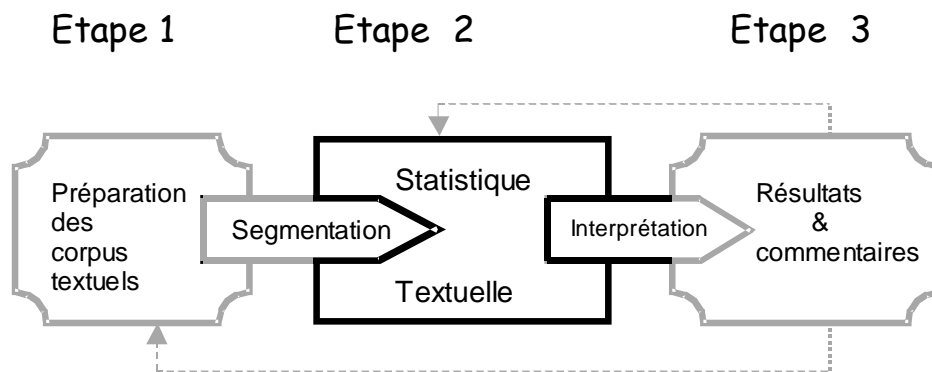 Etape 1
Etape 2
Etape 3
Préparation
des
corpus
textuels
Segmentation
Statistique
Textuelle
Interprétation
Résultats
&
commentaires